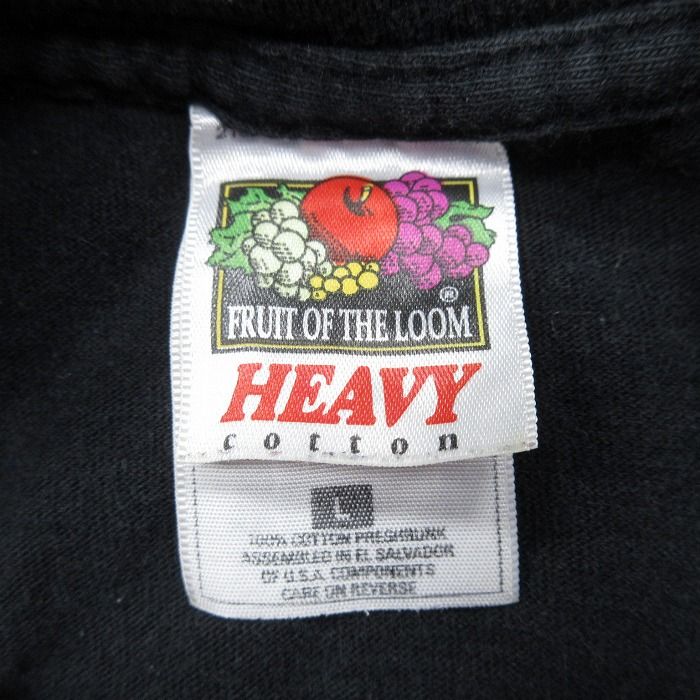 FRUIT OF THE LOOM
®
HEAVY
cotton
L
100% COTTON PRESHRUNK
ASSEMBLED IN EL SALVADOR
OF U.S.A. COMPONENTS
CARE ON REVERSE